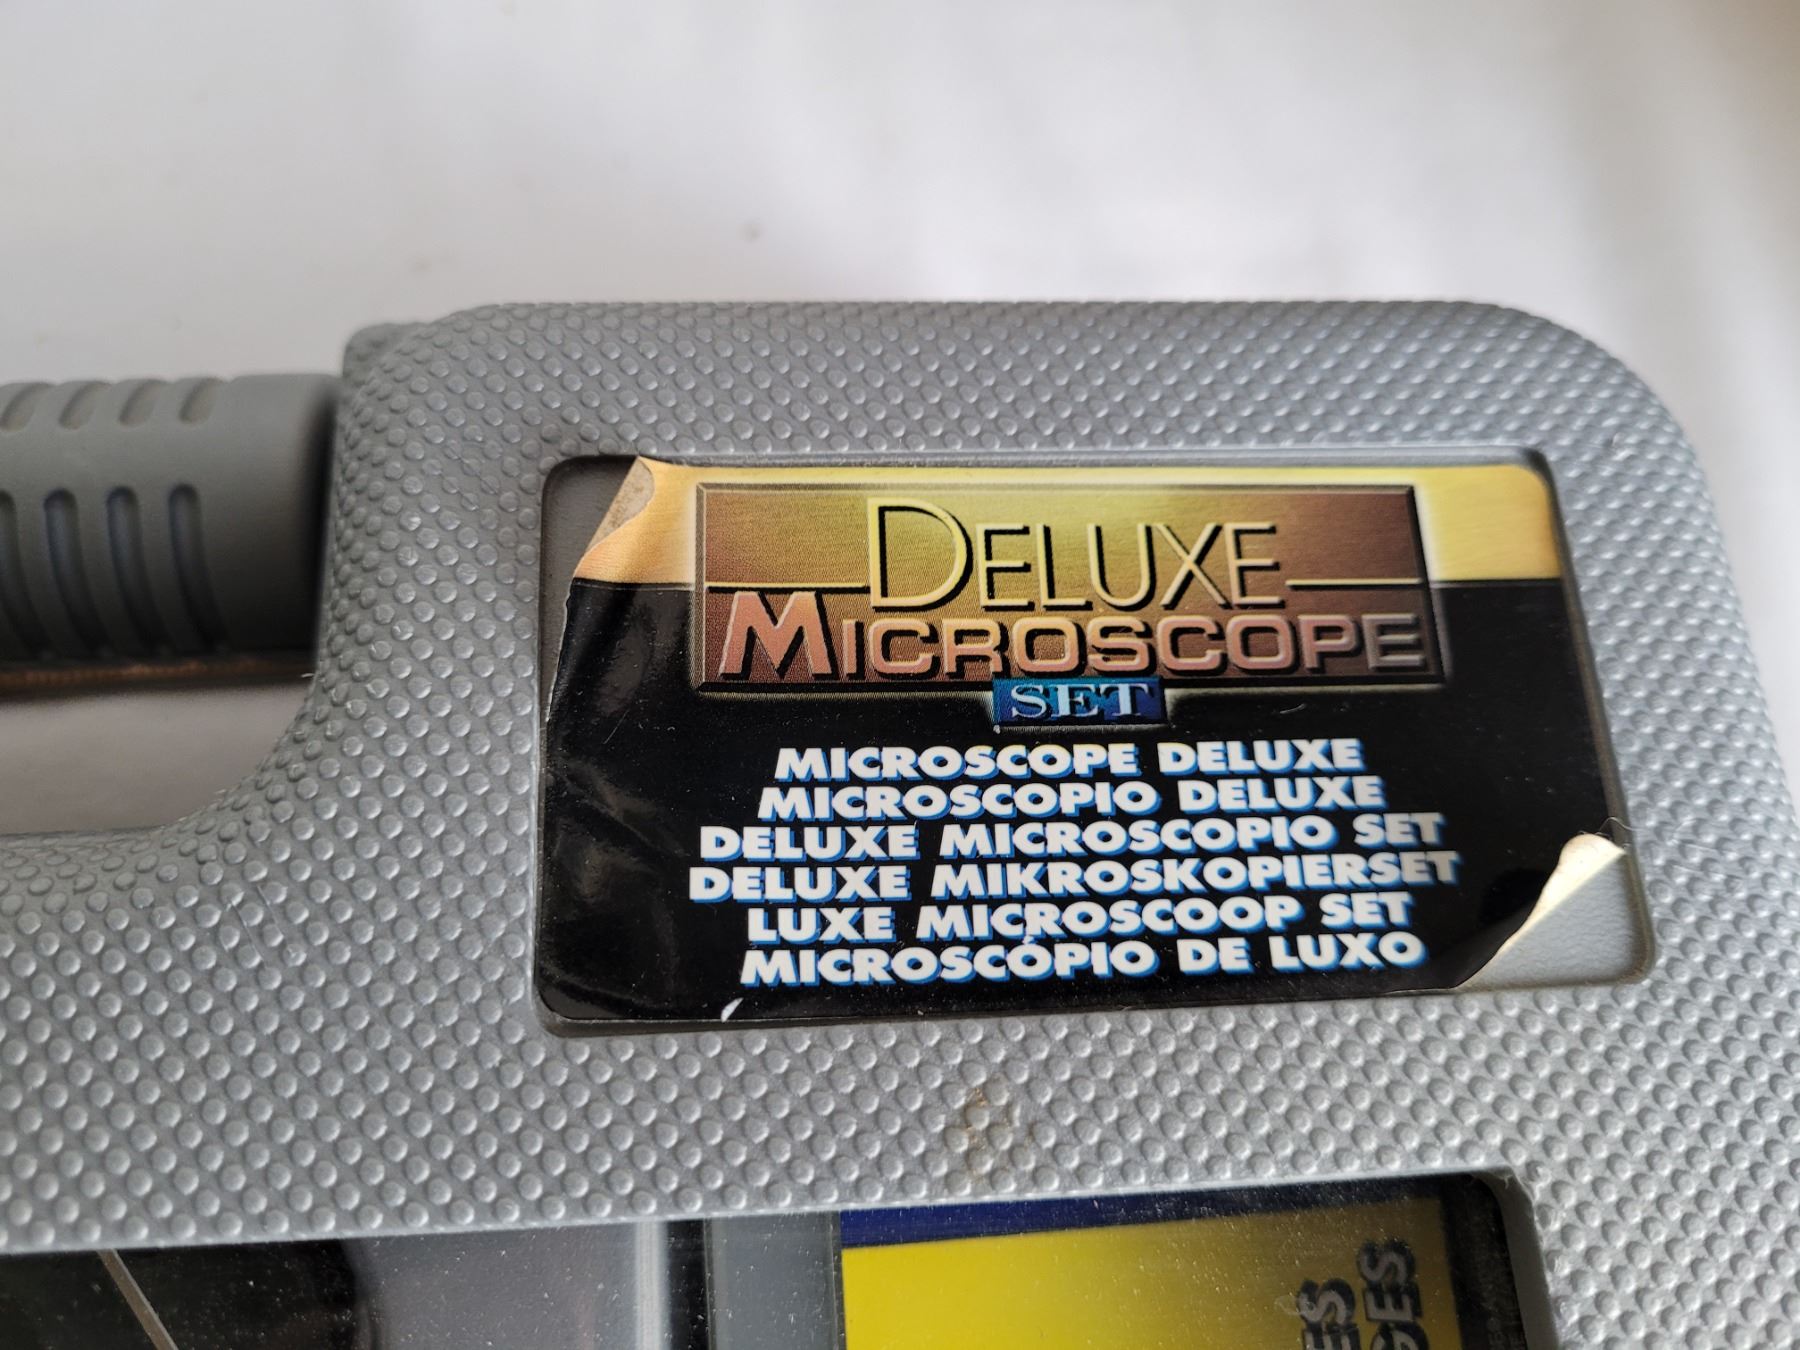 DELUXE
MICROSCOPE
SET
MICROSCOPE DELUXE
MICROSCOPIO DELUXE
DELUXE MICROSCOPIO SET
DELUXE MIKROSKOPIERSET
LUXE MICROSCOOP SET
MICROSCÓPIO DE LUXO